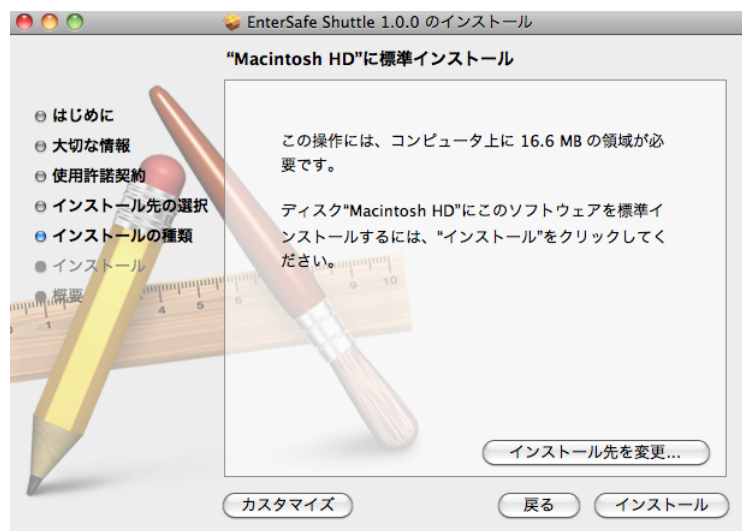 EnterSafe Shuttle 1.0.0 のインストール
“Macintosh HD”に標準インストール
はじめに
大切な情報
使用許諾契約
インストール先の選択
インストールの種類
インストール
概要
この操作には、コンピュータ上に 16.6 MB の領域が必
要です。
ディスク“Macintosh HD”にこのソフトウェアを標準イ
ンストールするには、“インストール”をクリックしてく
ださい。
1
4
5
6
9
10
インストール先を変更...
カスタマイズ
戻る
インストール